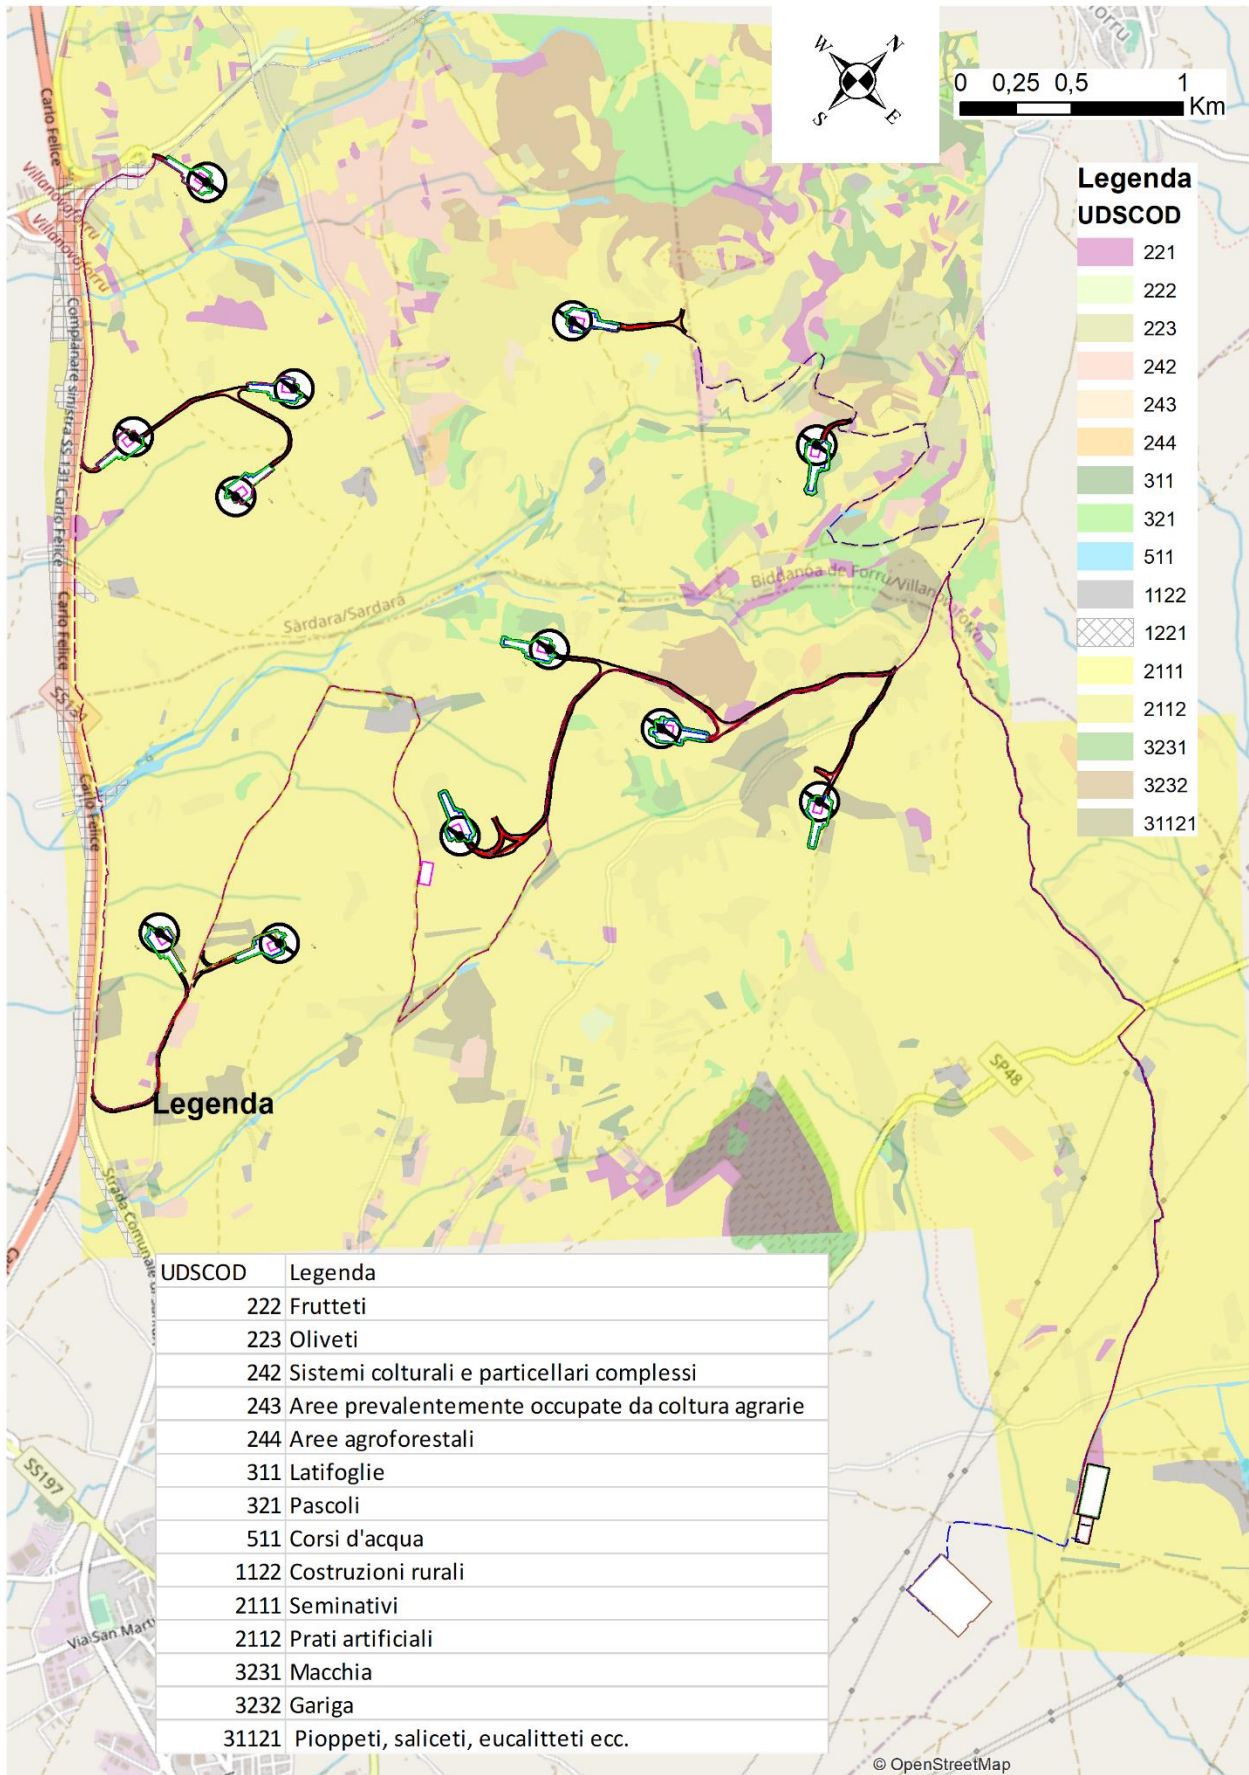 forru
W N
S E
0 0,25 0,5 1
Km
Carlo Felice
Villanovoforru
Villanovaforru
Legenda
UDSCOD
221
222
223
242
243
244
311
321
511
1122
1221
2111
2112
3231
3232
31121
Complanare sinistra SS 131 Carlo Felice
Carlo Felice
Carlo Felice
Biddanoa de Forru/Villanovaforru
Sàrdara/Sardara
SS131
Carlo Felice
SP48
Legenda
Strada Comunale
UDSCOD Legenda
222 Frutteti
223 Oliveti
242 Sistemi colturali e particellari complessi
243 Aree prevalentemente occupate da coltura agrarie
244 Aree agroforestali
311 Latifoglie
321 Pascoli
511 Corsi d'acqua
1122 Costruzioni rurali
2111 Seminativi
2112 Prati artificiali
3231 Macchia
3232 Gariga
31121 Pioppeti, saliceti, eucalitteti ecc.
SS197
Via San Marti
© OpenStreetMap